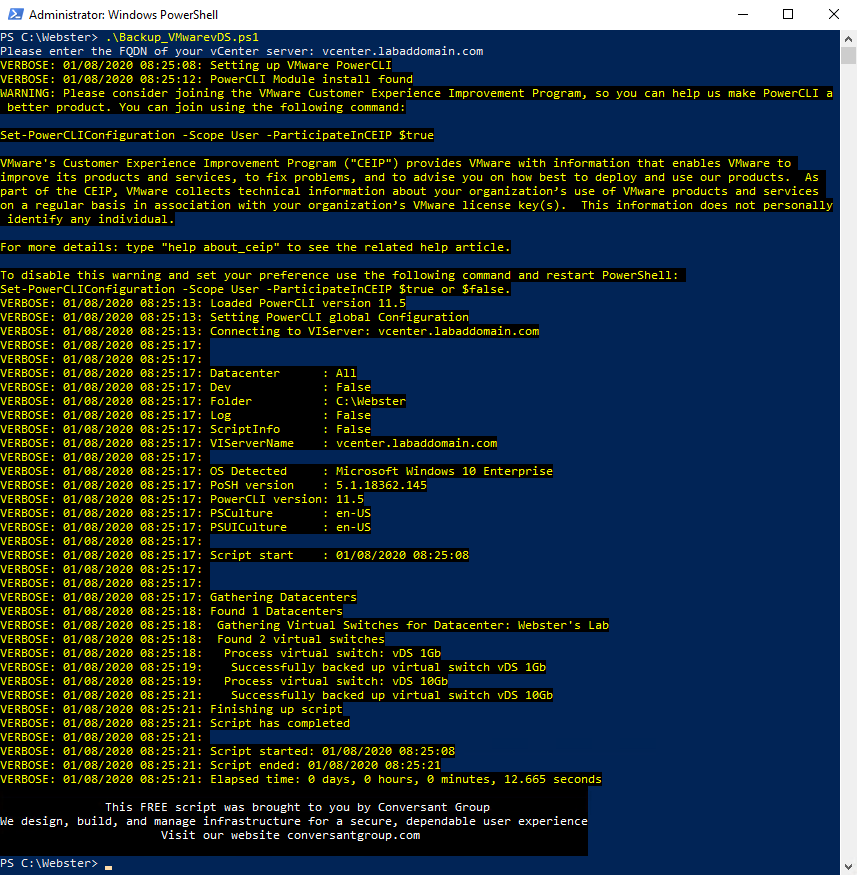 Administrator: Windows PowerShell
PS C:\Webster> .\Backup_VMwarevDS.ps1
Please enter the FQDN of your vCenter server: vcenter.labaddomain.com
VERBOSE: 01/08/2020 08:25:08: Setting up VMware PowerCLI
VERBOSE: 01/08/2020 08:25:12: PowerCLI Module install found
WARNING: Please consider joining the VMware Customer Experience Improvement Program, so you can help us make PowerCLI a
 better product. You can join using the following command:
Set-PowerCLIConfiguration -Scope User -ParticipateInCEIP $true
VMware's Customer Experience Improvement Program ("CEIP") provides VMware with information that enables VMware to
improve its products and services, to fix problems, and to advise you on how best to deploy and use our products.  As
part of the CEIP, VMware collects technical information about your organization’s use of VMware products and services
on a regular basis in association with your organization’s VMware license key(s).  This information does not personally
 identify any individual.
For more details: type "help about_ceip" to see the related help article.
To disable this warning and set your preference use the following command and restart PowerShell:
Set-PowerCLIConfiguration -Scope User -ParticipateInCEIP $true or $false.
VERBOSE: 01/08/2020 08:25:13: Loaded PowerCLI version 11.5
VERBOSE: 01/08/2020 08:25:13: Setting PowerCLI global Configuration
VERBOSE: 01/08/2020 08:25:13: Connecting to VIServer: vcenter.labaddomain.com
VERBOSE: 01/08/2020 08:25:17:
VERBOSE: 01/08/2020 08:25:17:
VERBOSE: 01/08/2020 08:25:17: Datacenter      : All
VERBOSE: 01/08/2020 08:25:17: Dev             : False
VERBOSE: 01/08/2020 08:25:17: Folder          : C:\Webster
VERBOSE: 01/08/2020 08:25:17: Log             : False
VERBOSE: 01/08/2020 08:25:17: ScriptInfo      : False
VERBOSE: 01/08/2020 08:25:17: VIServerName    : vcenter.labaddomain.com
VERBOSE: 01/08/2020 08:25:17:
VERBOSE: 01/08/2020 08:25:17: OS Detected     : Microsoft Windows 10 Enterprise
VERBOSE: 01/08/2020 08:25:17: PoSH version    : 5.1.18362.145
VERBOSE: 01/08/2020 08:25:17: PowerCLI version: 11.5
VERBOSE: 01/08/2020 08:25:17: PSCulture       : en-US
VERBOSE: 01/08/2020 08:25:17: PSUICulture     : en-US
VERBOSE: 01/08/2020 08:25:17:
VERBOSE: 01/08/2020 08:25:17: Script start    : 01/08/2020 08:25:08
VERBOSE: 01/08/2020 08:25:17:
VERBOSE: 01/08/2020 08:25:17:
VERBOSE: 01/08/2020 08:25:17: Gathering Datacenters
VERBOSE: 01/08/2020 08:25:18: Found 1 Datacenters
VERBOSE: 01/08/2020 08:25:18:  Gathering Virtual Switches for Datacenter: Webster's Lab
VERBOSE: 01/08/2020 08:25:18:  Found 2 virtual switches
VERBOSE: 01/08/2020 08:25:18:   Process virtual switch: vDS 1Gb
VERBOSE: 01/08/2020 08:25:19:    Successfully backed up virtual switch vDS 1Gb
VERBOSE: 01/08/2020 08:25:19:   Process virtual switch: vDS 10Gb
VERBOSE: 01/08/2020 08:25:21:    Successfully backed up virtual switch vDS 10Gb
VERBOSE: 01/08/2020 08:25:21: Finishing up script
VERBOSE: 01/08/2020 08:25:21: Script has completed
VERBOSE: 01/08/2020 08:25:21:
VERBOSE: 01/08/2020 08:25:21: Script started: 01/08/2020 08:25:08
VERBOSE: 01/08/2020 08:25:21: Script ended: 01/08/2020 08:25:21
VERBOSE: 01/08/2020 08:25:21: Elapsed time: 0 days, 0 hours, 0 minutes, 12.665 seconds
This FREE script was brought to you by Conversant Group
We design, build, and manage infrastructure for a secure, dependable user experience
Visit our website conversantgroup.com
PS C:\Webster> _